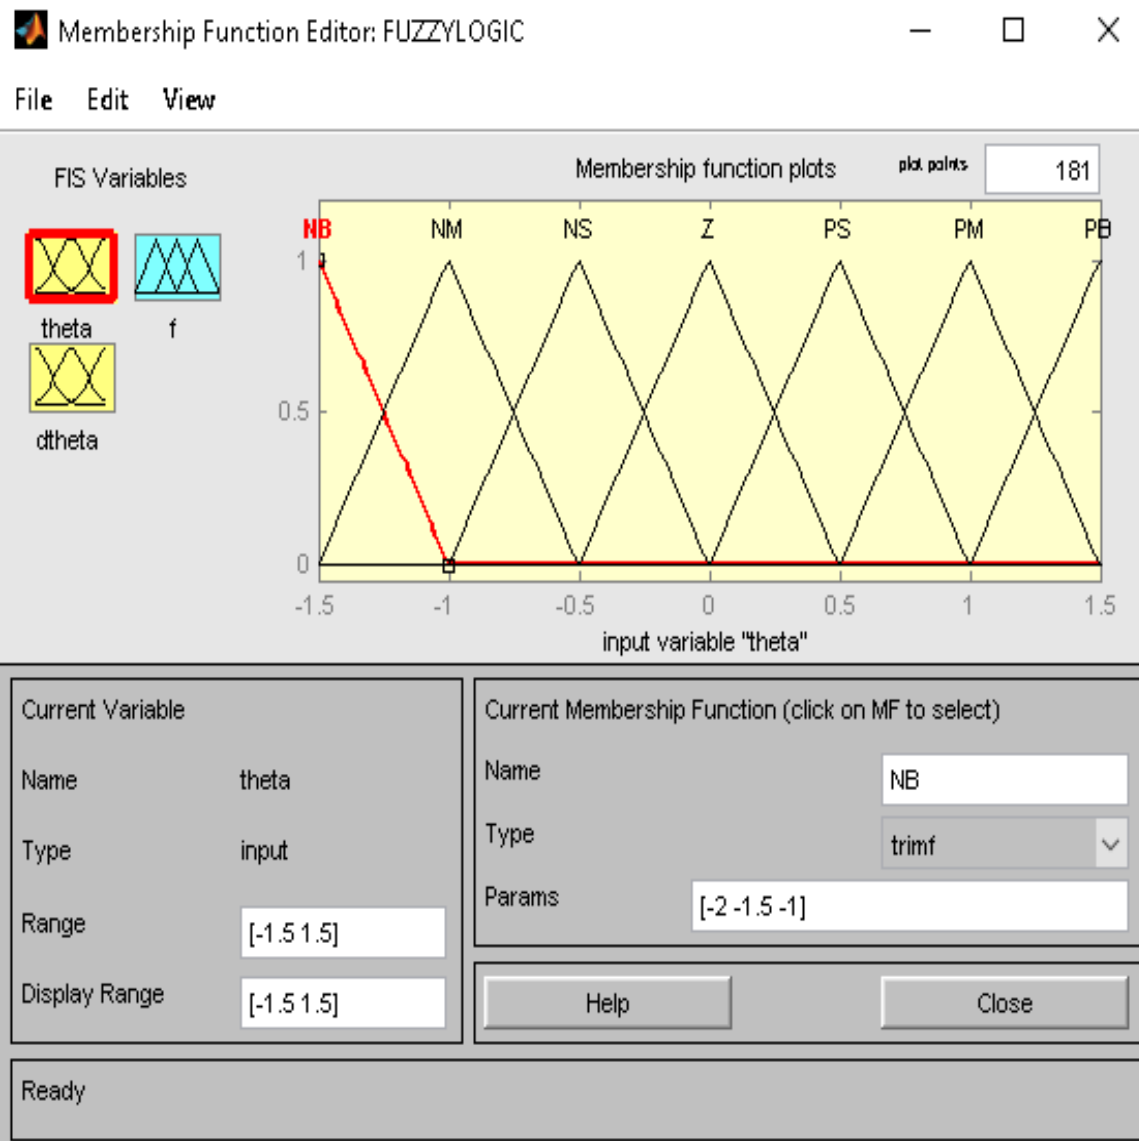 Membership Function Editor: FUZZYLOGIC
File Edit View
FIS Variables
Membership function plots
plot points
181
theta
f
dtheta
NB NM NS Z PS PM PB
1
0.5
0
-1.5 -1 -0.5 0 0.5 1 1.5
input variable "theta"
Current Variable
Name theta
Type input
Range [-1.5 1.5]
Display Range [-1.5 1.5]
Current Membership Function (click on MF to select)
Name NB
Type trimf
Params [-2 -1.5 -1]
Help Close
Ready